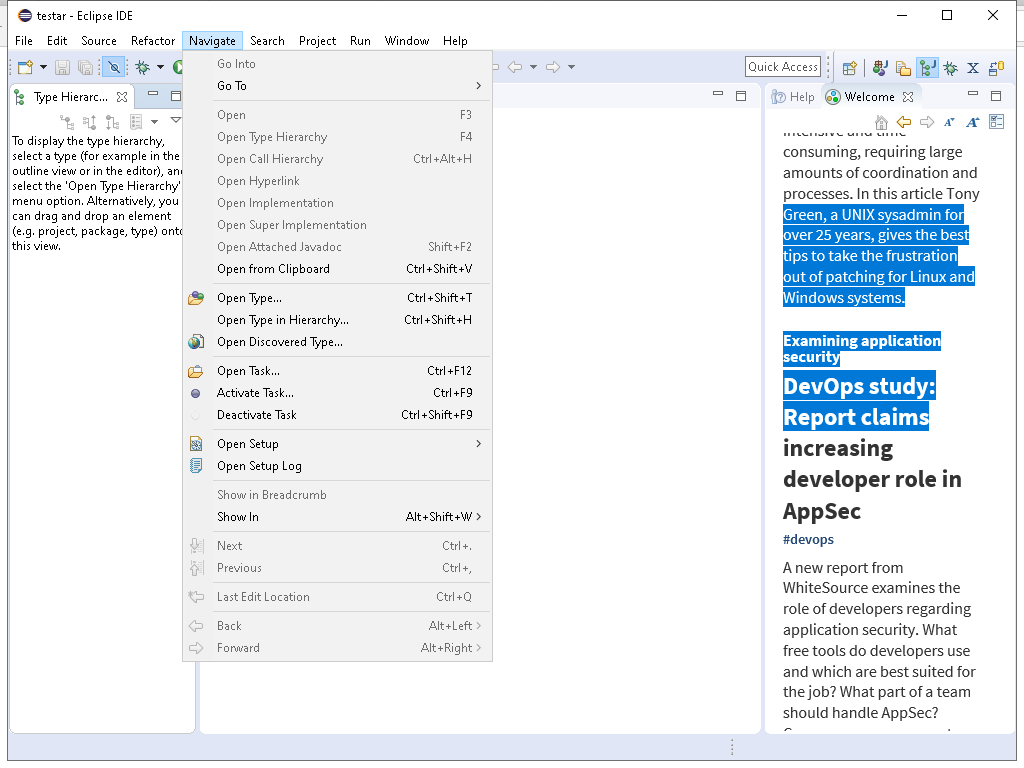 testar - Eclipse IDE
File Edit Source Refactor Navigate Search Project Run Window Help
Quick Access
Type Hierarc...
To display the type hierarchy,
select a type (for example in the
outline view or in the editor), and
select the 'Open Type Hierarchy'
menu option. Alternatively, you
can drag and drop an element
(e.g. project, package, type) onto
this view.
Go Into
Go To
Open F3
Open Type Hierarchy F4
Open Call Hierarchy Ctrl+Alt+H
Open Hyperlink
Open Implementation
Open Super Implementation
Open Attached Javadoc Shift+F2
Open from Clipboard Ctrl+Shift+V
Open Type... Ctrl+Shift+T
Open Type in Hierarchy... Ctrl+Shift+H
Open Discovered Type...
Open Task... Ctrl+F12
Activate Task... Ctrl+F9
Deactivate Task Ctrl+Shift+F9
Open Setup
Open Setup Log
Show in Breadcrumb
Show In Alt+Shift+W
Next Ctrl+.
Previous Ctrl+,
Last Edit Location Ctrl+Q
Back Alt+Left
Forward Alt+Right
Help Welcome
intensive and time
consuming, requiring large
amounts of coordination and
processes. In this article Tony
Green, a UNIX sysadmin for
over 25 years, gives the best
tips to take the frustration
out of patching for Linux and
Windows systems.
Examining application
security
DevOps study:
Report claims
increasing
developer role in
AppSec
#devops
A new report from
WhiteSource examines the
role of developers regarding
application security. What
free tools do developers use
and which are best suited for
the job? What part of a team
should handle AppSec?